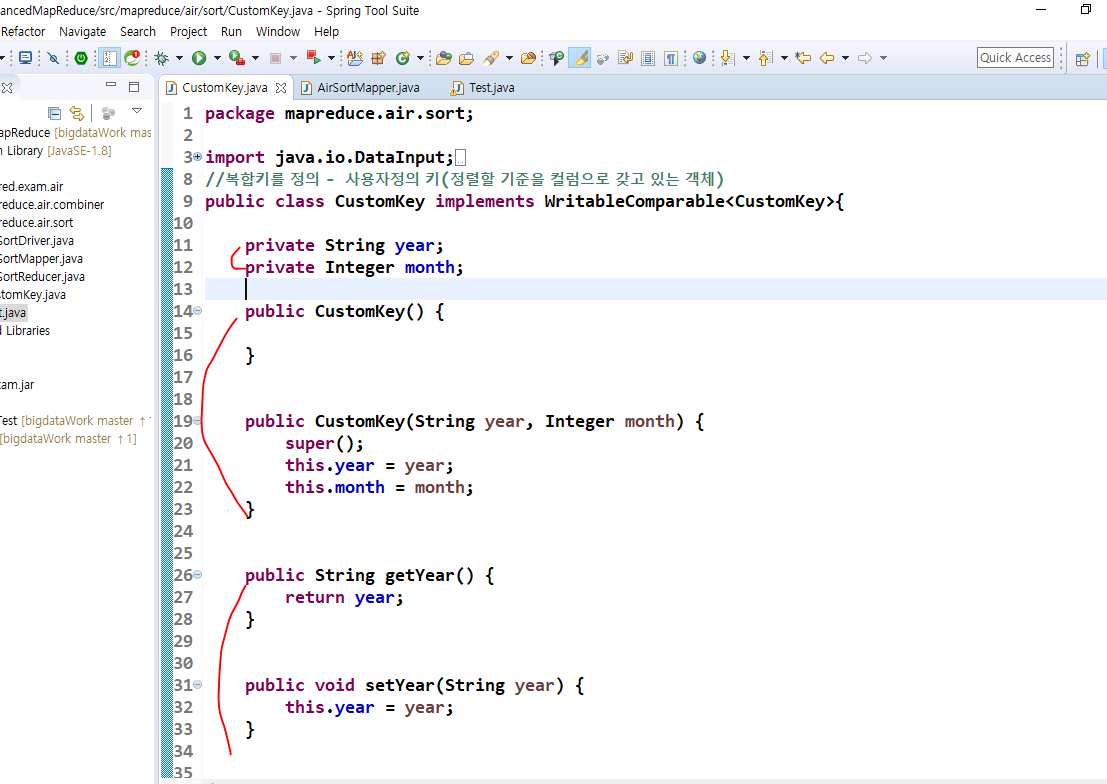 ancedMapReduce/src/mapreduce/air/sort/CustomKey.java - Spring Tool Suite
Refactor Navigate Search Project Run Window Help
Quick Access
CustomKey.java AirSortMapper.java Test.java
apReduce [bigdataWork mas
Library [JavaSE-1.8]
red.exam.air
reduce.air.combiner
reduce.air.sort
SortDriver.java
SortMapper.java
SortReducer.java
stomKey.java
t.java
d Libraries
am.jar
Test [bigdataWork master ↑
[bigdataWork master ↑1]
1 package mapreduce.air.sort;
2
3 import java.io.DataInput;
8 //복합키를 정의 - 사용자정의 키(정렬할 기준을 컬럼으로 갖고 있는 객체)
9 public class CustomKey implements WritableComparable<CustomKey>{
10
11 private String year;
12 private Integer month;
13
14 public CustomKey() {
15
16 }
17
18
19 public CustomKey(String year, Integer month) {
20 super();
21 this.year = year;
22 this.month = month;
23 }
24
25
26 public String getYear() {
27 return year;
28 }
29
30
31 public void setYear(String year) {
32 this.year = year;
33 }
34
35